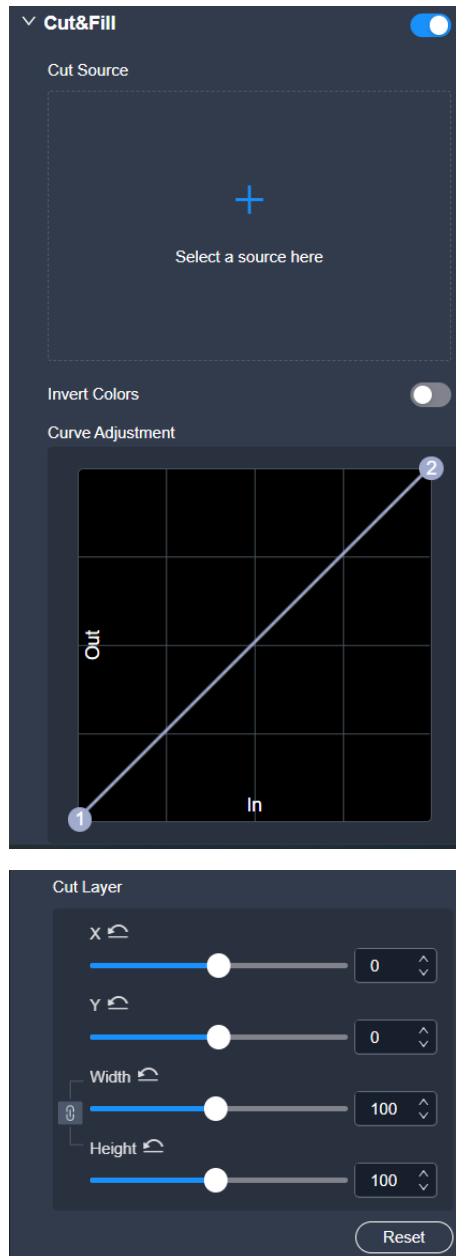 Cut&Fill
Cut Source
Select a source here
Invert Colors
Curve Adjustment
2
Out
In
1
Cut Layer
X
0
Y
0
Width
100
Height
100
Reset